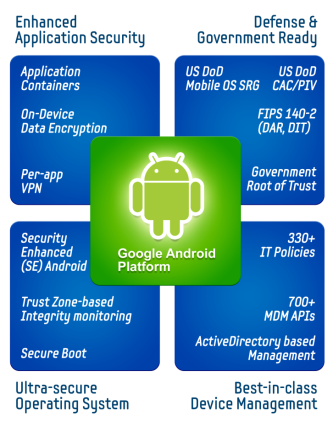 Enhanced
Application Security
Defense &
Government Ready
Application
Containers
On-Device
Data Encryption
Per-app
VPN
US DoD
Mobile OS SRG
US DoD
CAC/PIV
FIPS 140-2
(DAR, DIT)
Government
Root of Trust
Google Android
Platform
Security
Enhanced
(SE) Android
Trust Zone-based
Integrity monitoring
Secure Boot
330+
IT Policies
700+
MDM APIs
ActiveDirectory based
Management
Ultra-secure
Operating System
Best-in-class
Device Management